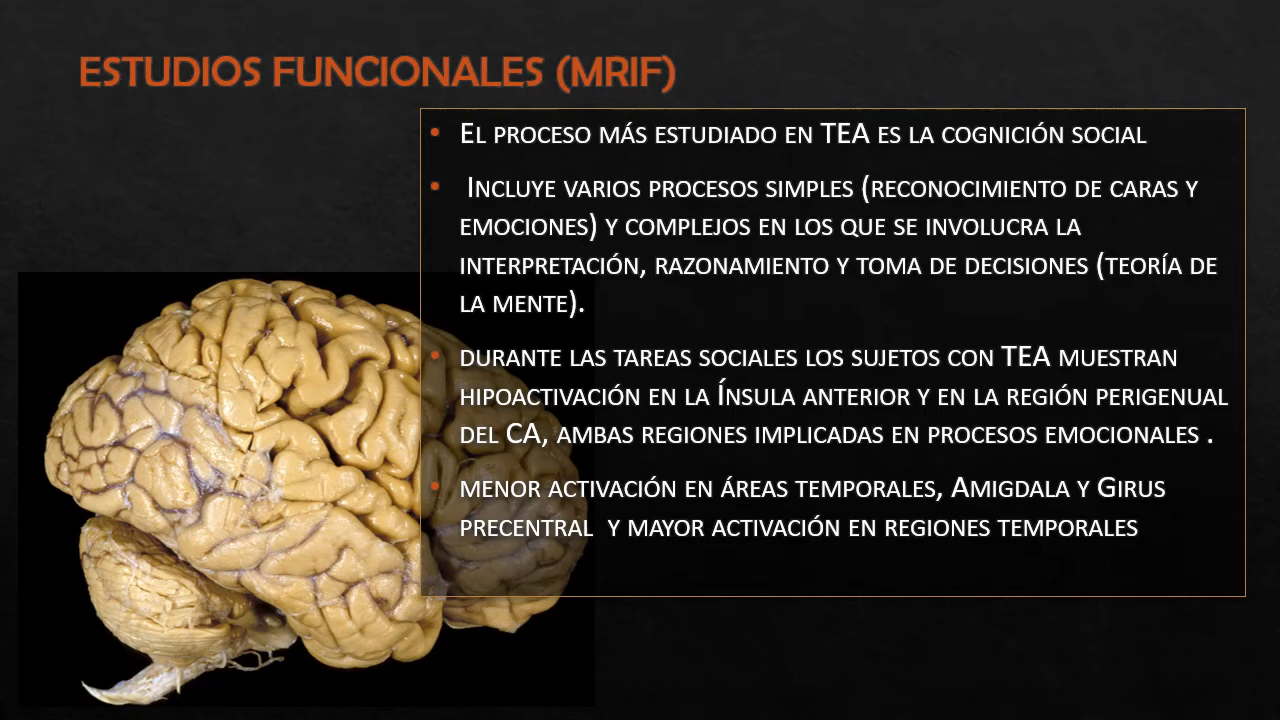 ESTUDIOS FUNCIONALES (MRIF)
• El proceso más estudiado en TEA es la cognición social
• Incluye varios procesos simples (reconocimiento de caras y
emociones) y complejos en los que se involucra la
interpretación, razonamiento y toma de decisiones (teoría de
la mente).
• durante las tareas sociales los sujetos con TEA muestran
hipoactivación en la Ínsula anterior y en la región perigenual
del CA, ambas regiones implicadas en procesos emocionales .
• menor activación en áreas temporales, Amigdala y Girus
precentral y mayor activación en regiones temporales